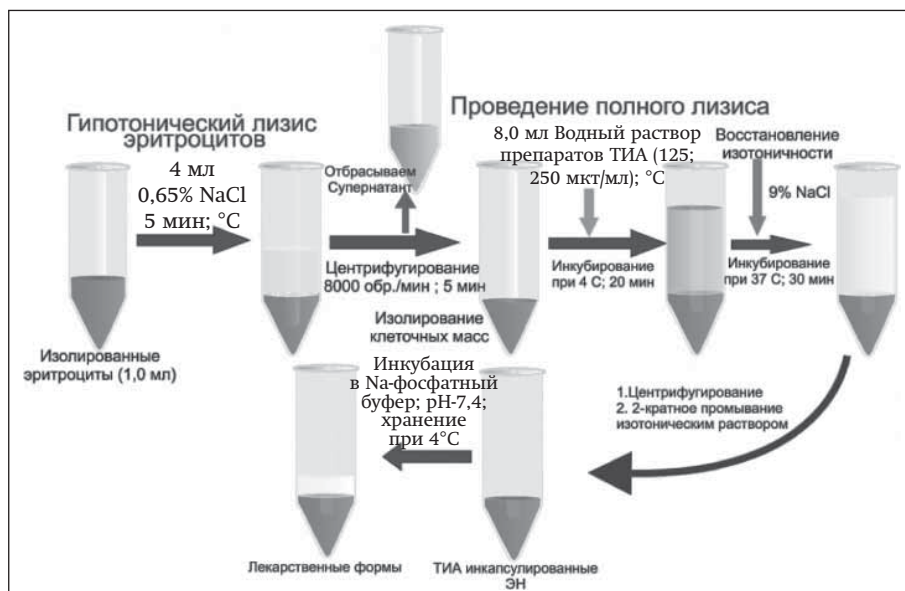 Гипотонический лизис
эритроцитов
4 мл
0,65% NaCl
5 мин; °C
Изолированные
эритроциты (1,0 мл)
Отбрасываем
Супернатант
Центрифугирование
8000 обр./мин ; 5 мин
Изолирование
клеточных масс
Проведение полного лизиса
8,0 мл Водный раствор
препаратов ТИА (125;
250 мкт/мл); °C
Инкубирование
при 4 С; 20 мин
Восстановление
изотоничности
9% NaCl
Инкубирование
при 37 С; 30 мин
1.Центрифугирование
2. 2-кратное промывание
изотоническим раствором
Инкубация
в Na-фосфатный
буфер; pH-7,4;
хранение
при 4°C
Лекарственные формы
ТИА инкапсулированные
ЭН